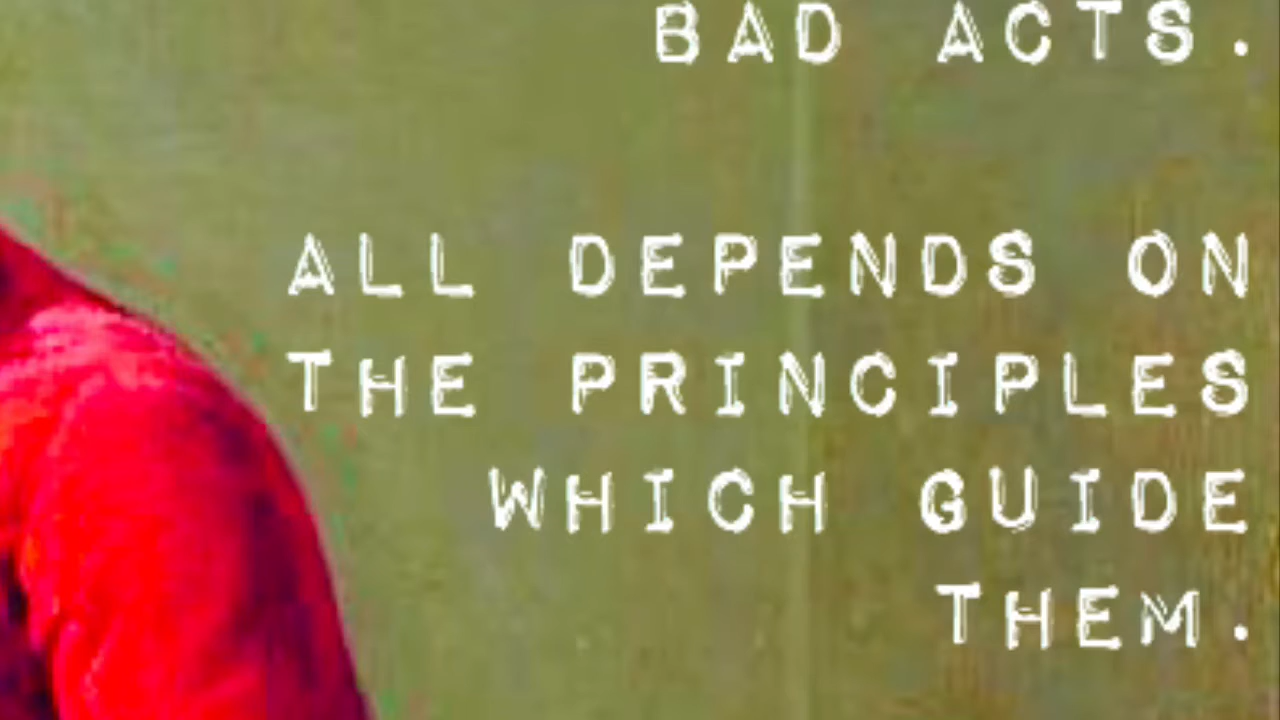 BAD ACTS.
ALL DEPENDS ON
THE PRINCIPLES
WHICH GUIDE
THEM.